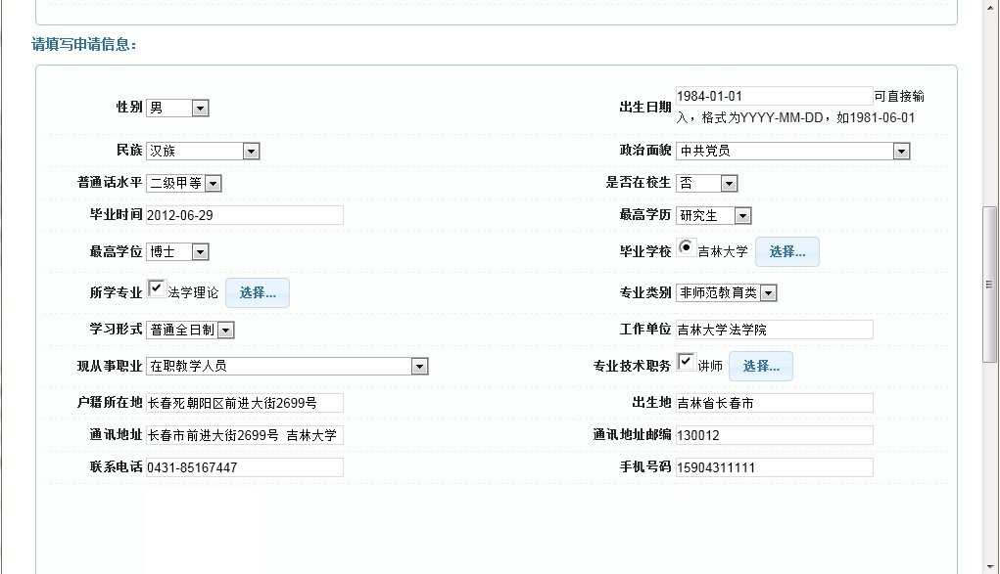 请填写申请信息：
性别 男
出生日期 1984-01-01 可直接输
入，格式为YYYY-MM-DD，如1981-06-01
民族 汉族
政治面貌 中共党员
普通话水平 二级甲等
是否在校生 否
毕业时间 2012-06-29
最高学历 研究生
最高学位 博士
毕业学校 吉林大学 选择...
所学专业 法学理论 选择...
专业类别 非师范教育类
学习形式 普通全日制
工作单位 吉林大学法学院
现从事职业 在职教学人员
专业技术职务 讲师 选择...
户籍所在地 长春死朝阳区前进大街2699号
出生地 吉林省长春市
通讯地址 长春市前进大街2699号 吉林大学
通讯地址邮编 130012
联系电话 0431-85167447
手机号码 15904311111